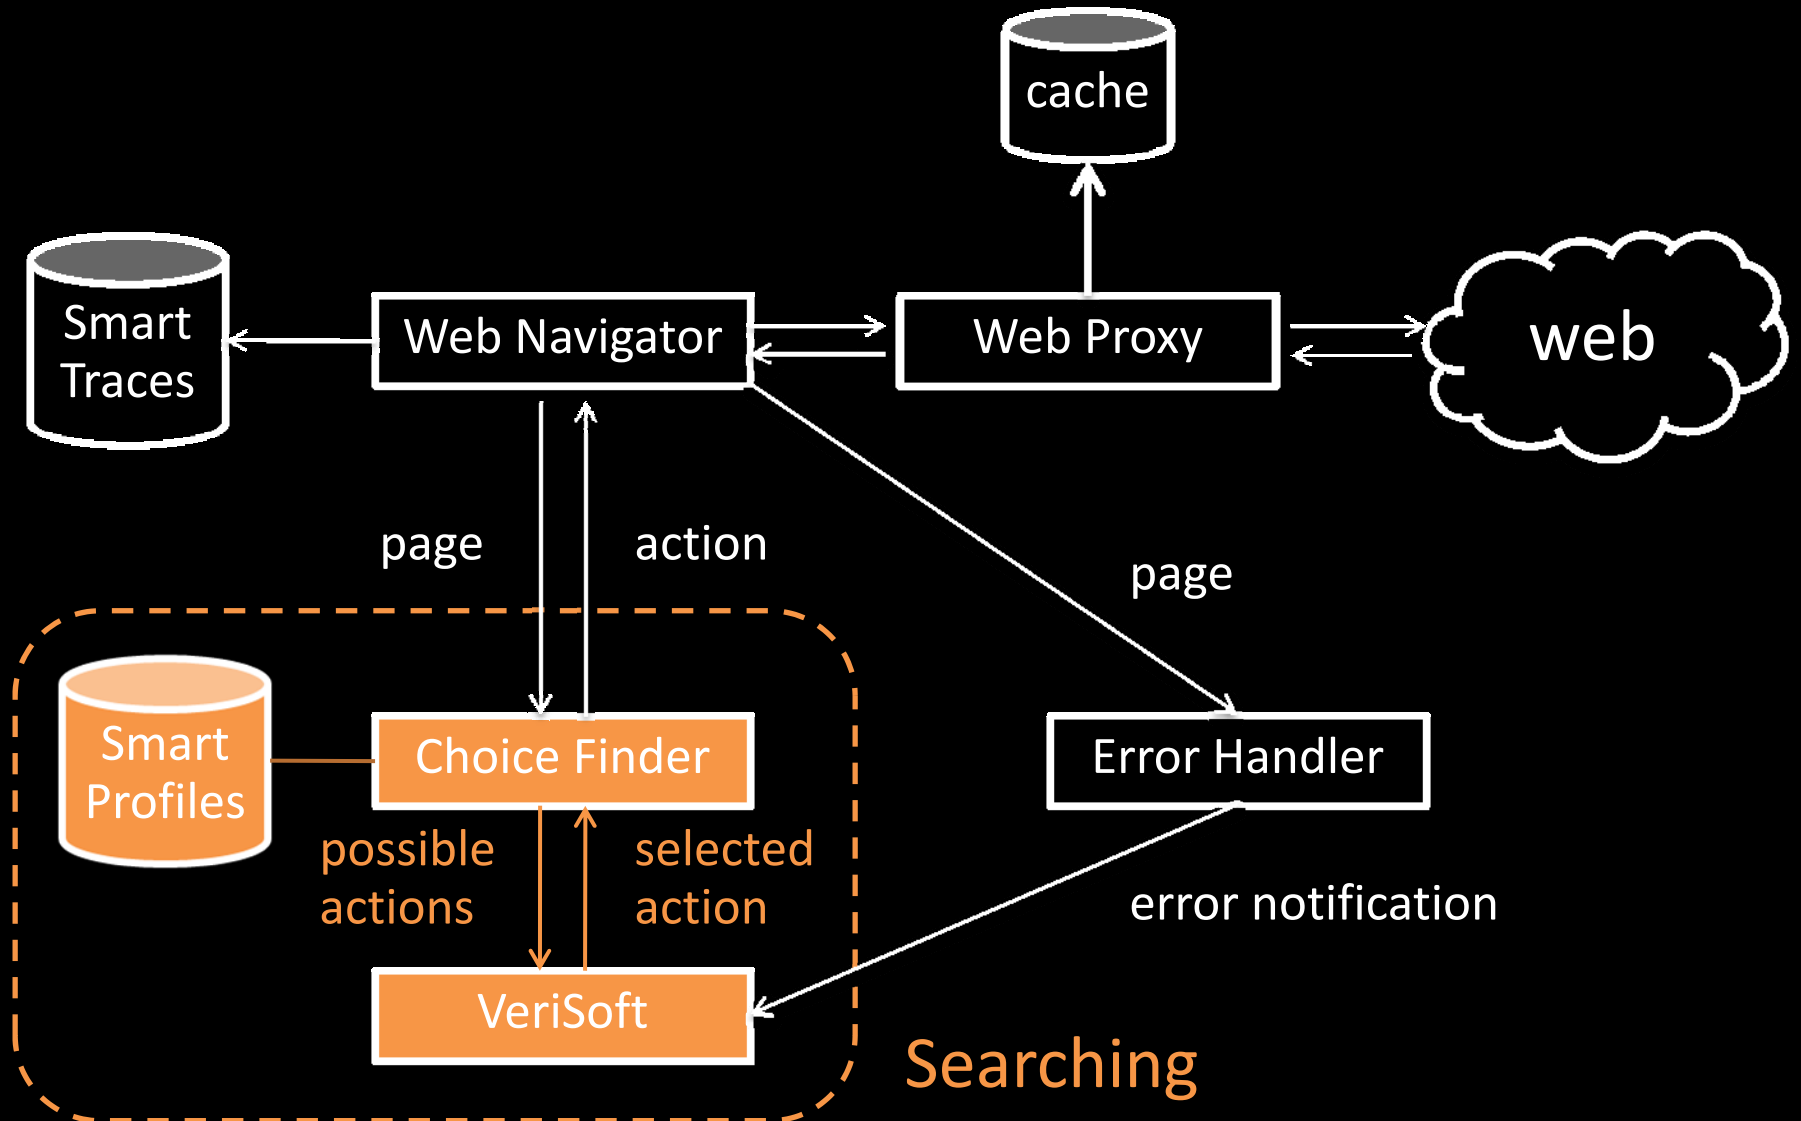 cache
Smart
Traces
Web Navigator
Web Proxy
web
page
action
page
Smart
Profiles
Choice Finder
Error Handler
possible
actions
selected
action
error notification
VeriSoft
Searching